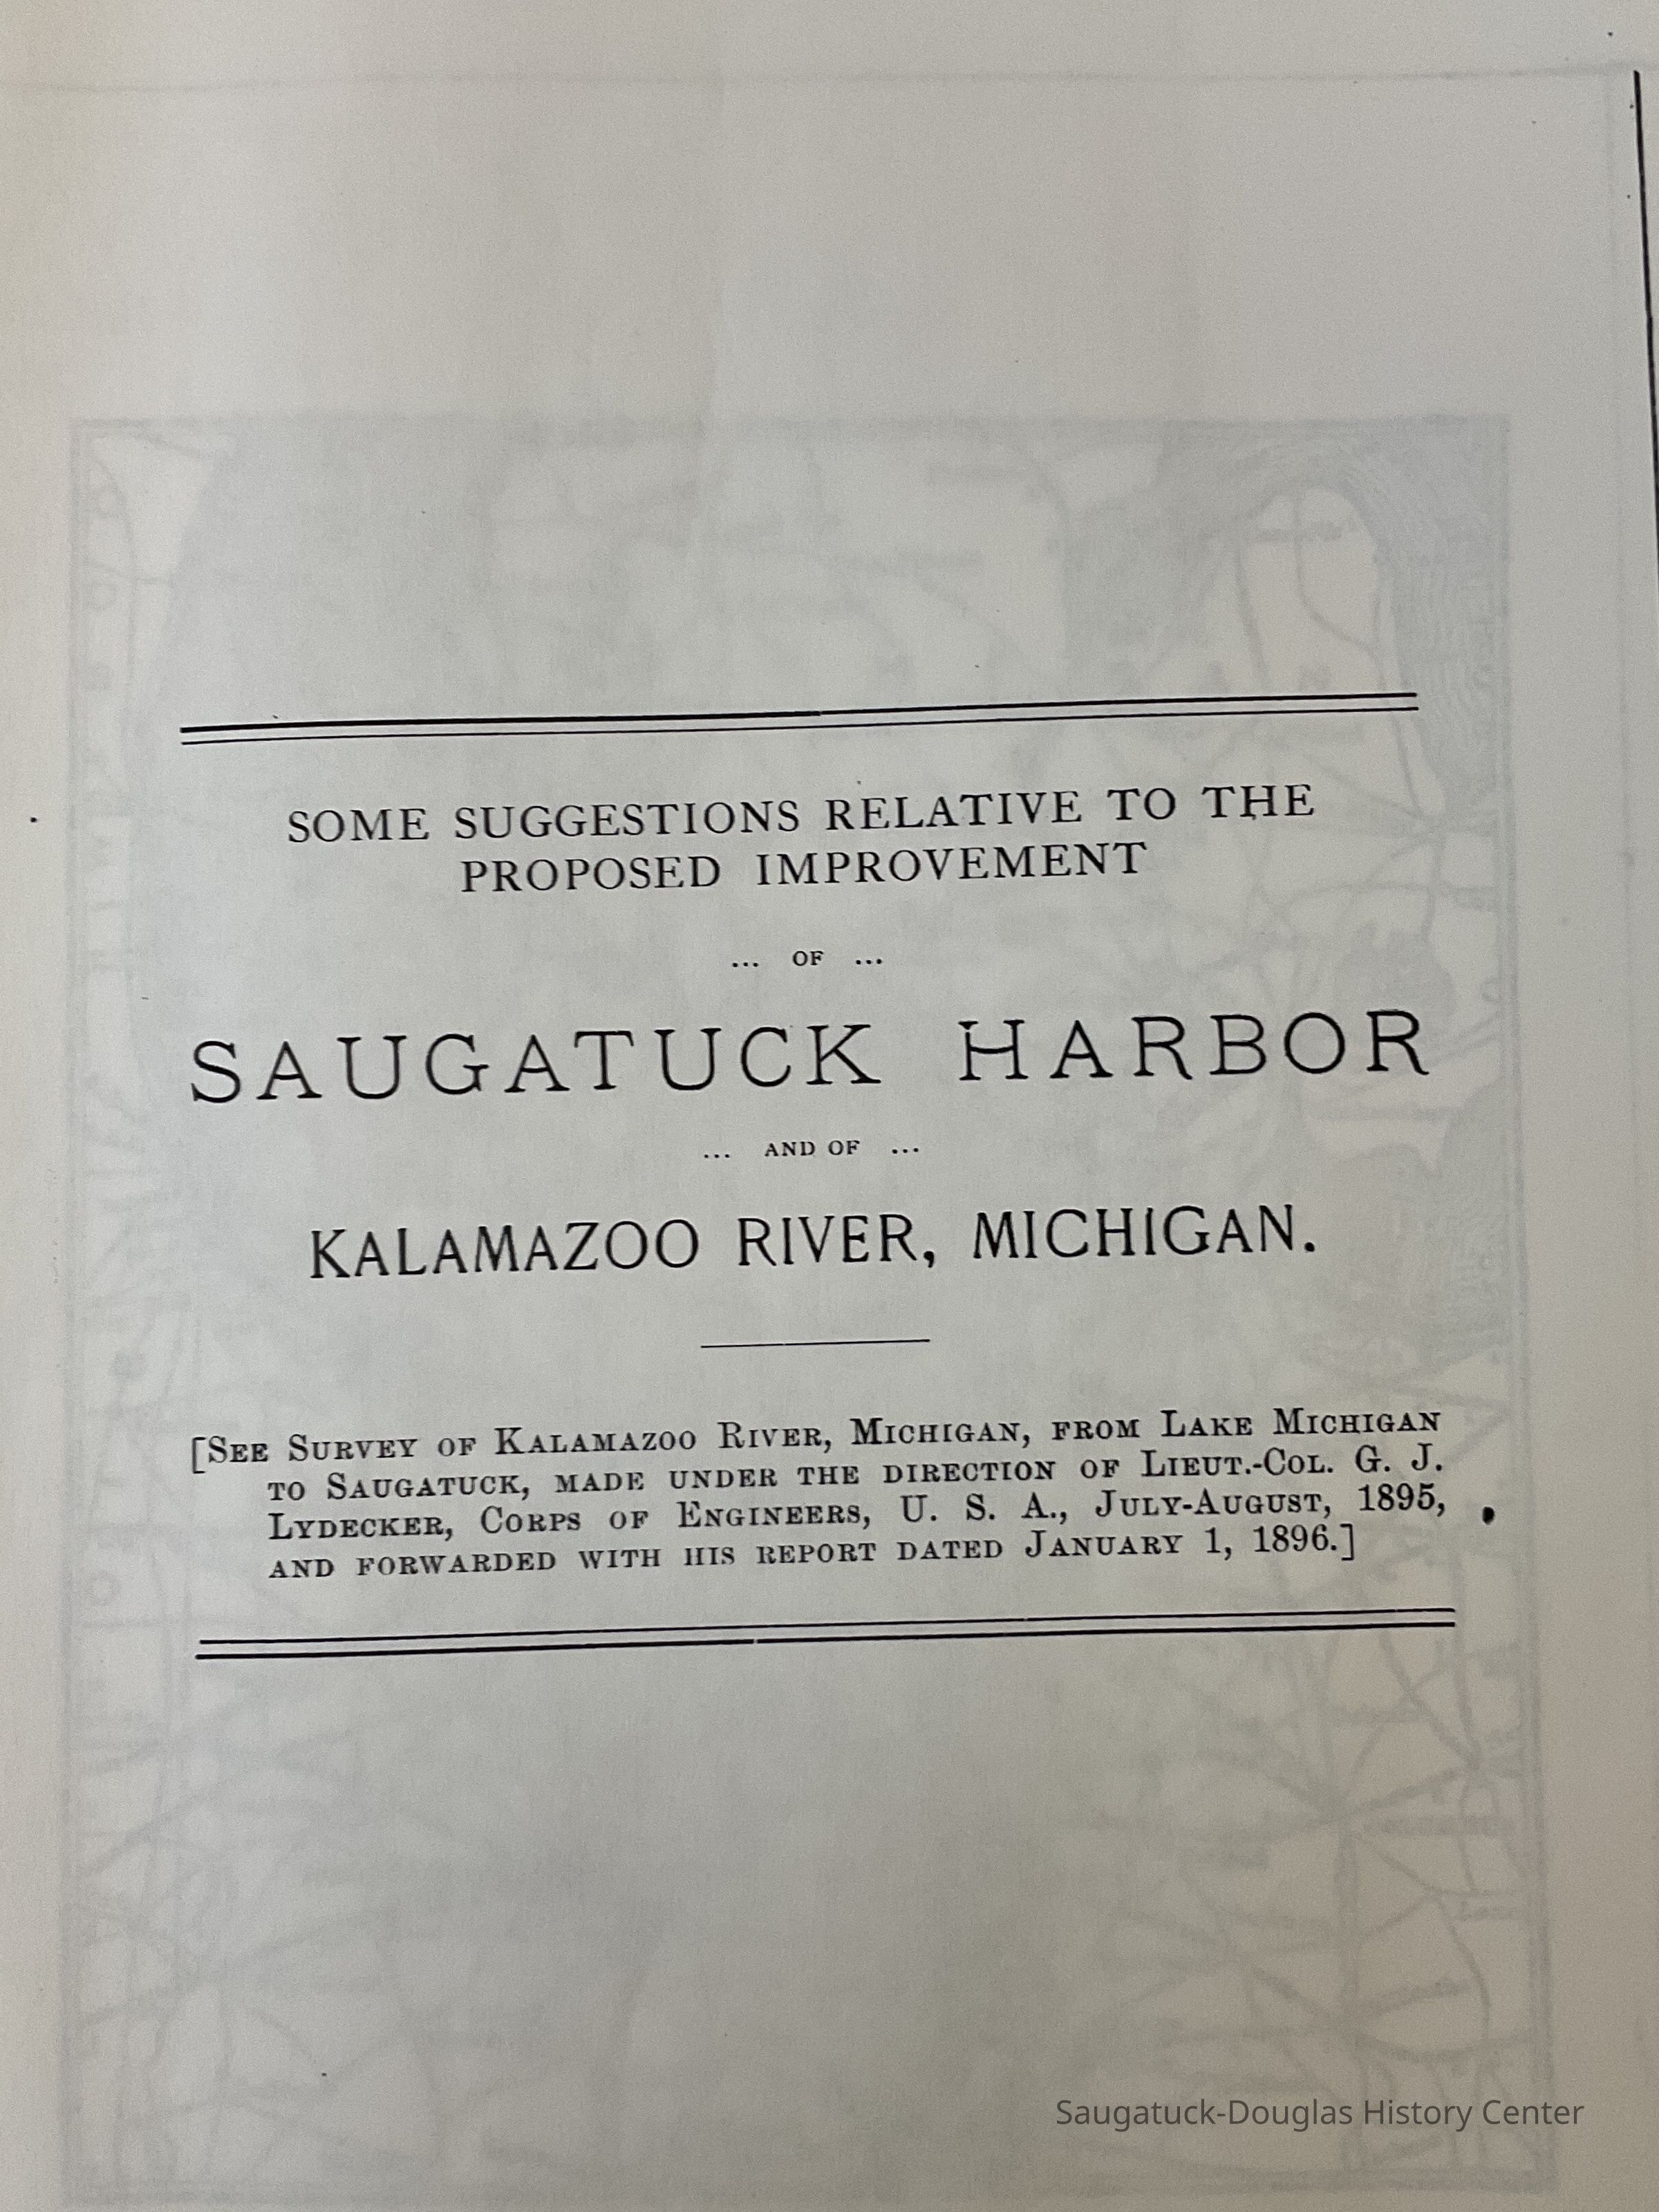 SOME SUGGESTIONS RELATIVE TO THE
PROPOSED IMPROVEMENT
... OF ...
SAUGATUCK HARBOR
... AND OF ...
KALAMAZOO RIVER, MICHIGAN.
[SEE SURVEY OF KALAMAZOO RIVER, MICHIGAN, FROM LAKE MICHIGAN
TO SAUGATUCK, MADE UNDER THE DIRECTION OF LIEUT.-COL. G. J.
LYDECKER, CORPS OF ENGINEERS, U. S. A., JULY-AUGUST, 1895,
AND FORWARDED WITH HIS REPORT DATED JANUARY 1, 1896.]
Saugatuck-Douglas History Center